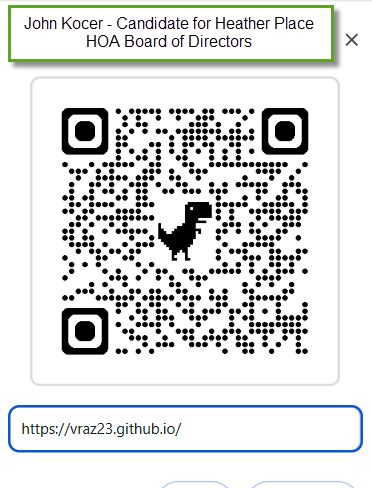 John Kocer - Candidate for Heather Place
HOA Board of Directors
https://vraz23.github.io/